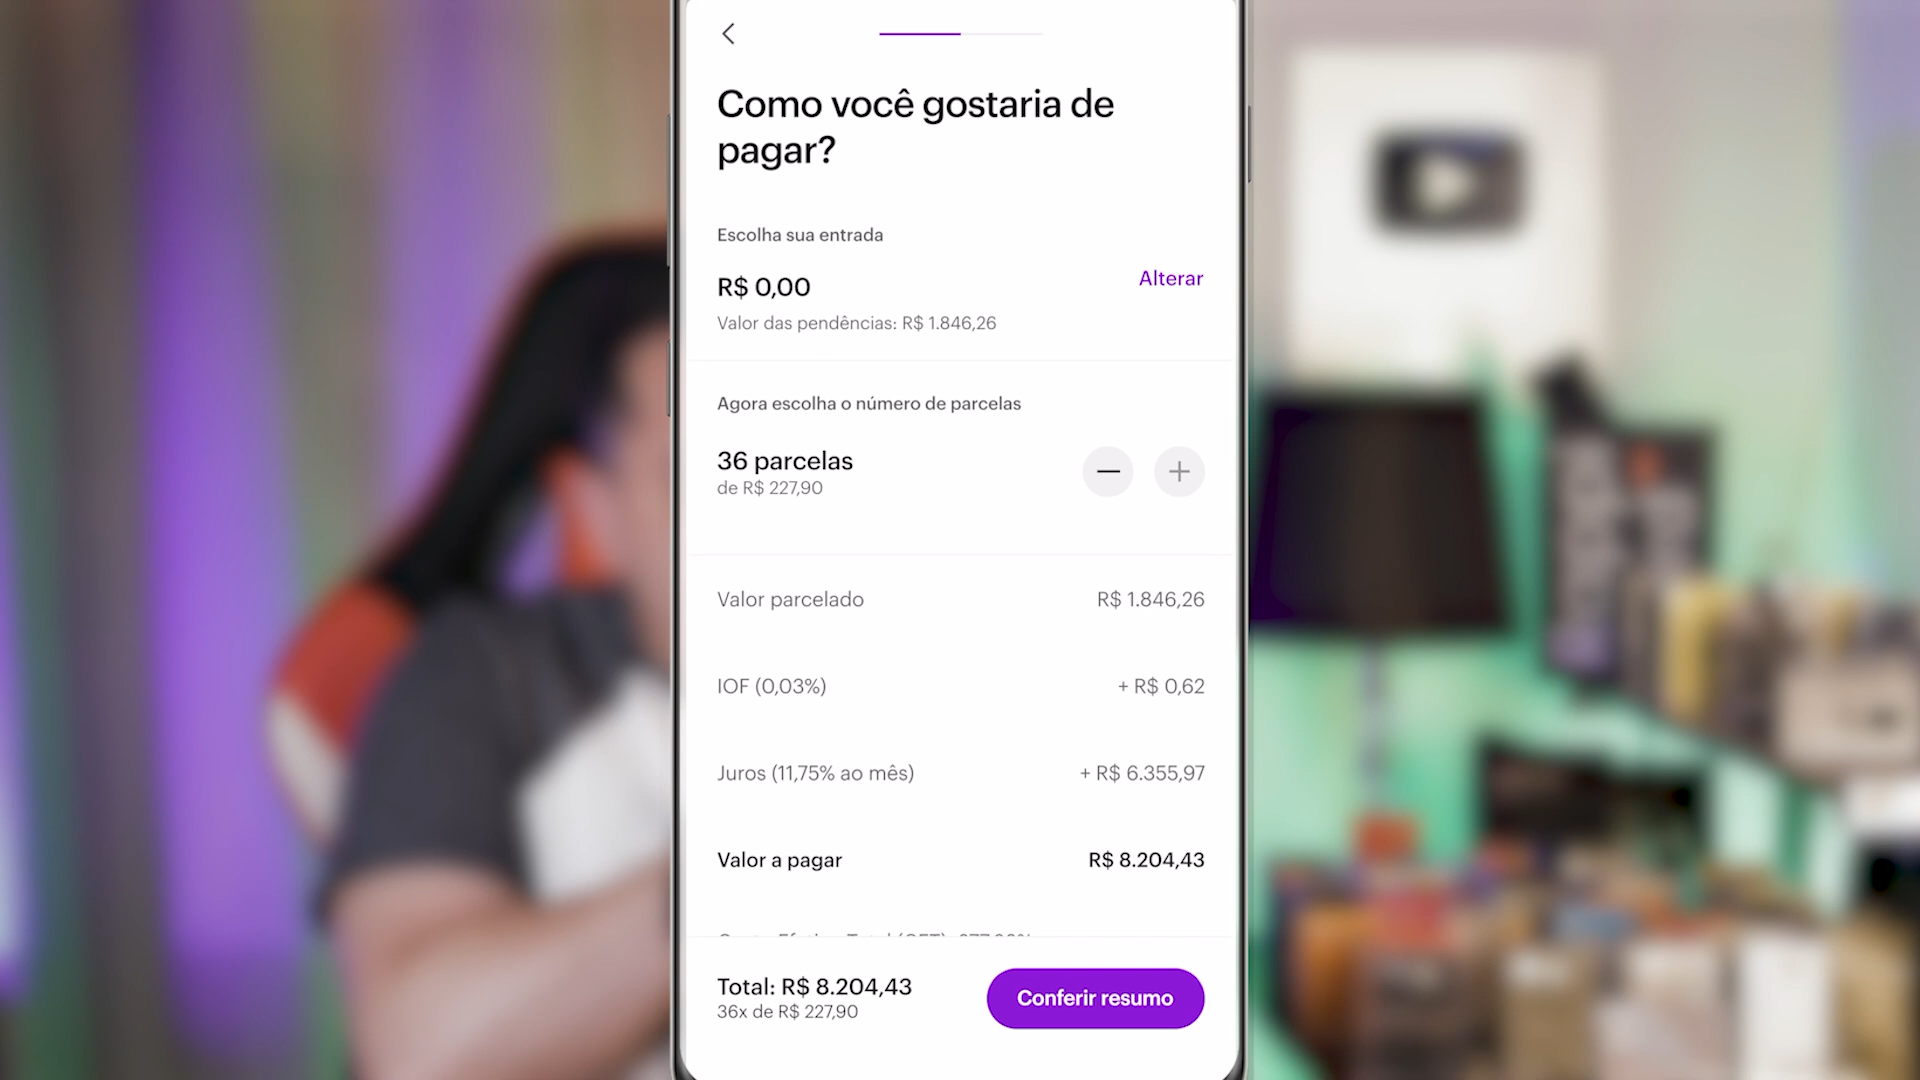 Como você gostaria de
pagar?
Escolha sua entrada
R$ 0,00
Alterar
Valor das pendências: R$ 1.846,26
Agora escolha o número de parcelas
36 parcelas
de R$ 227,90
Valor parcelado R$ 1.846,26
IOF (0,03%) + R$ 0,62
Juros (11,75% ao mês) + R$ 6.355,97
Valor a pagar R$ 8.204,43
Total: R$ 8.204,43
36x de R$ 227,90
Conferir resumo